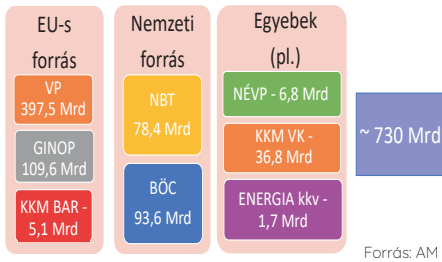 EU-s
forrás
VP
397,5 Mrd
GINOP
109,6 Mrd
KKM BAR -
5,1 Mrd
Nemzeti
forrás
NBT
78,4 Mrd
BÖC
93,6 Mrd
Egyebek
(pl.)
NÉVP - 6,8 Mrd
KKM VK -
36,8 Mrd
ENERGIA kkv -
1,7 Mrd
~ 730 Mrd
Forrás: AM